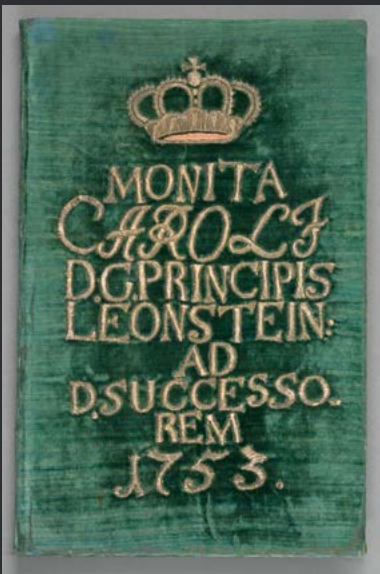 MONITA
CAROLI
D.G.PRINCIPIS
LEONSTEIN:
AD
D.SUCCESSO.
REM
1753.